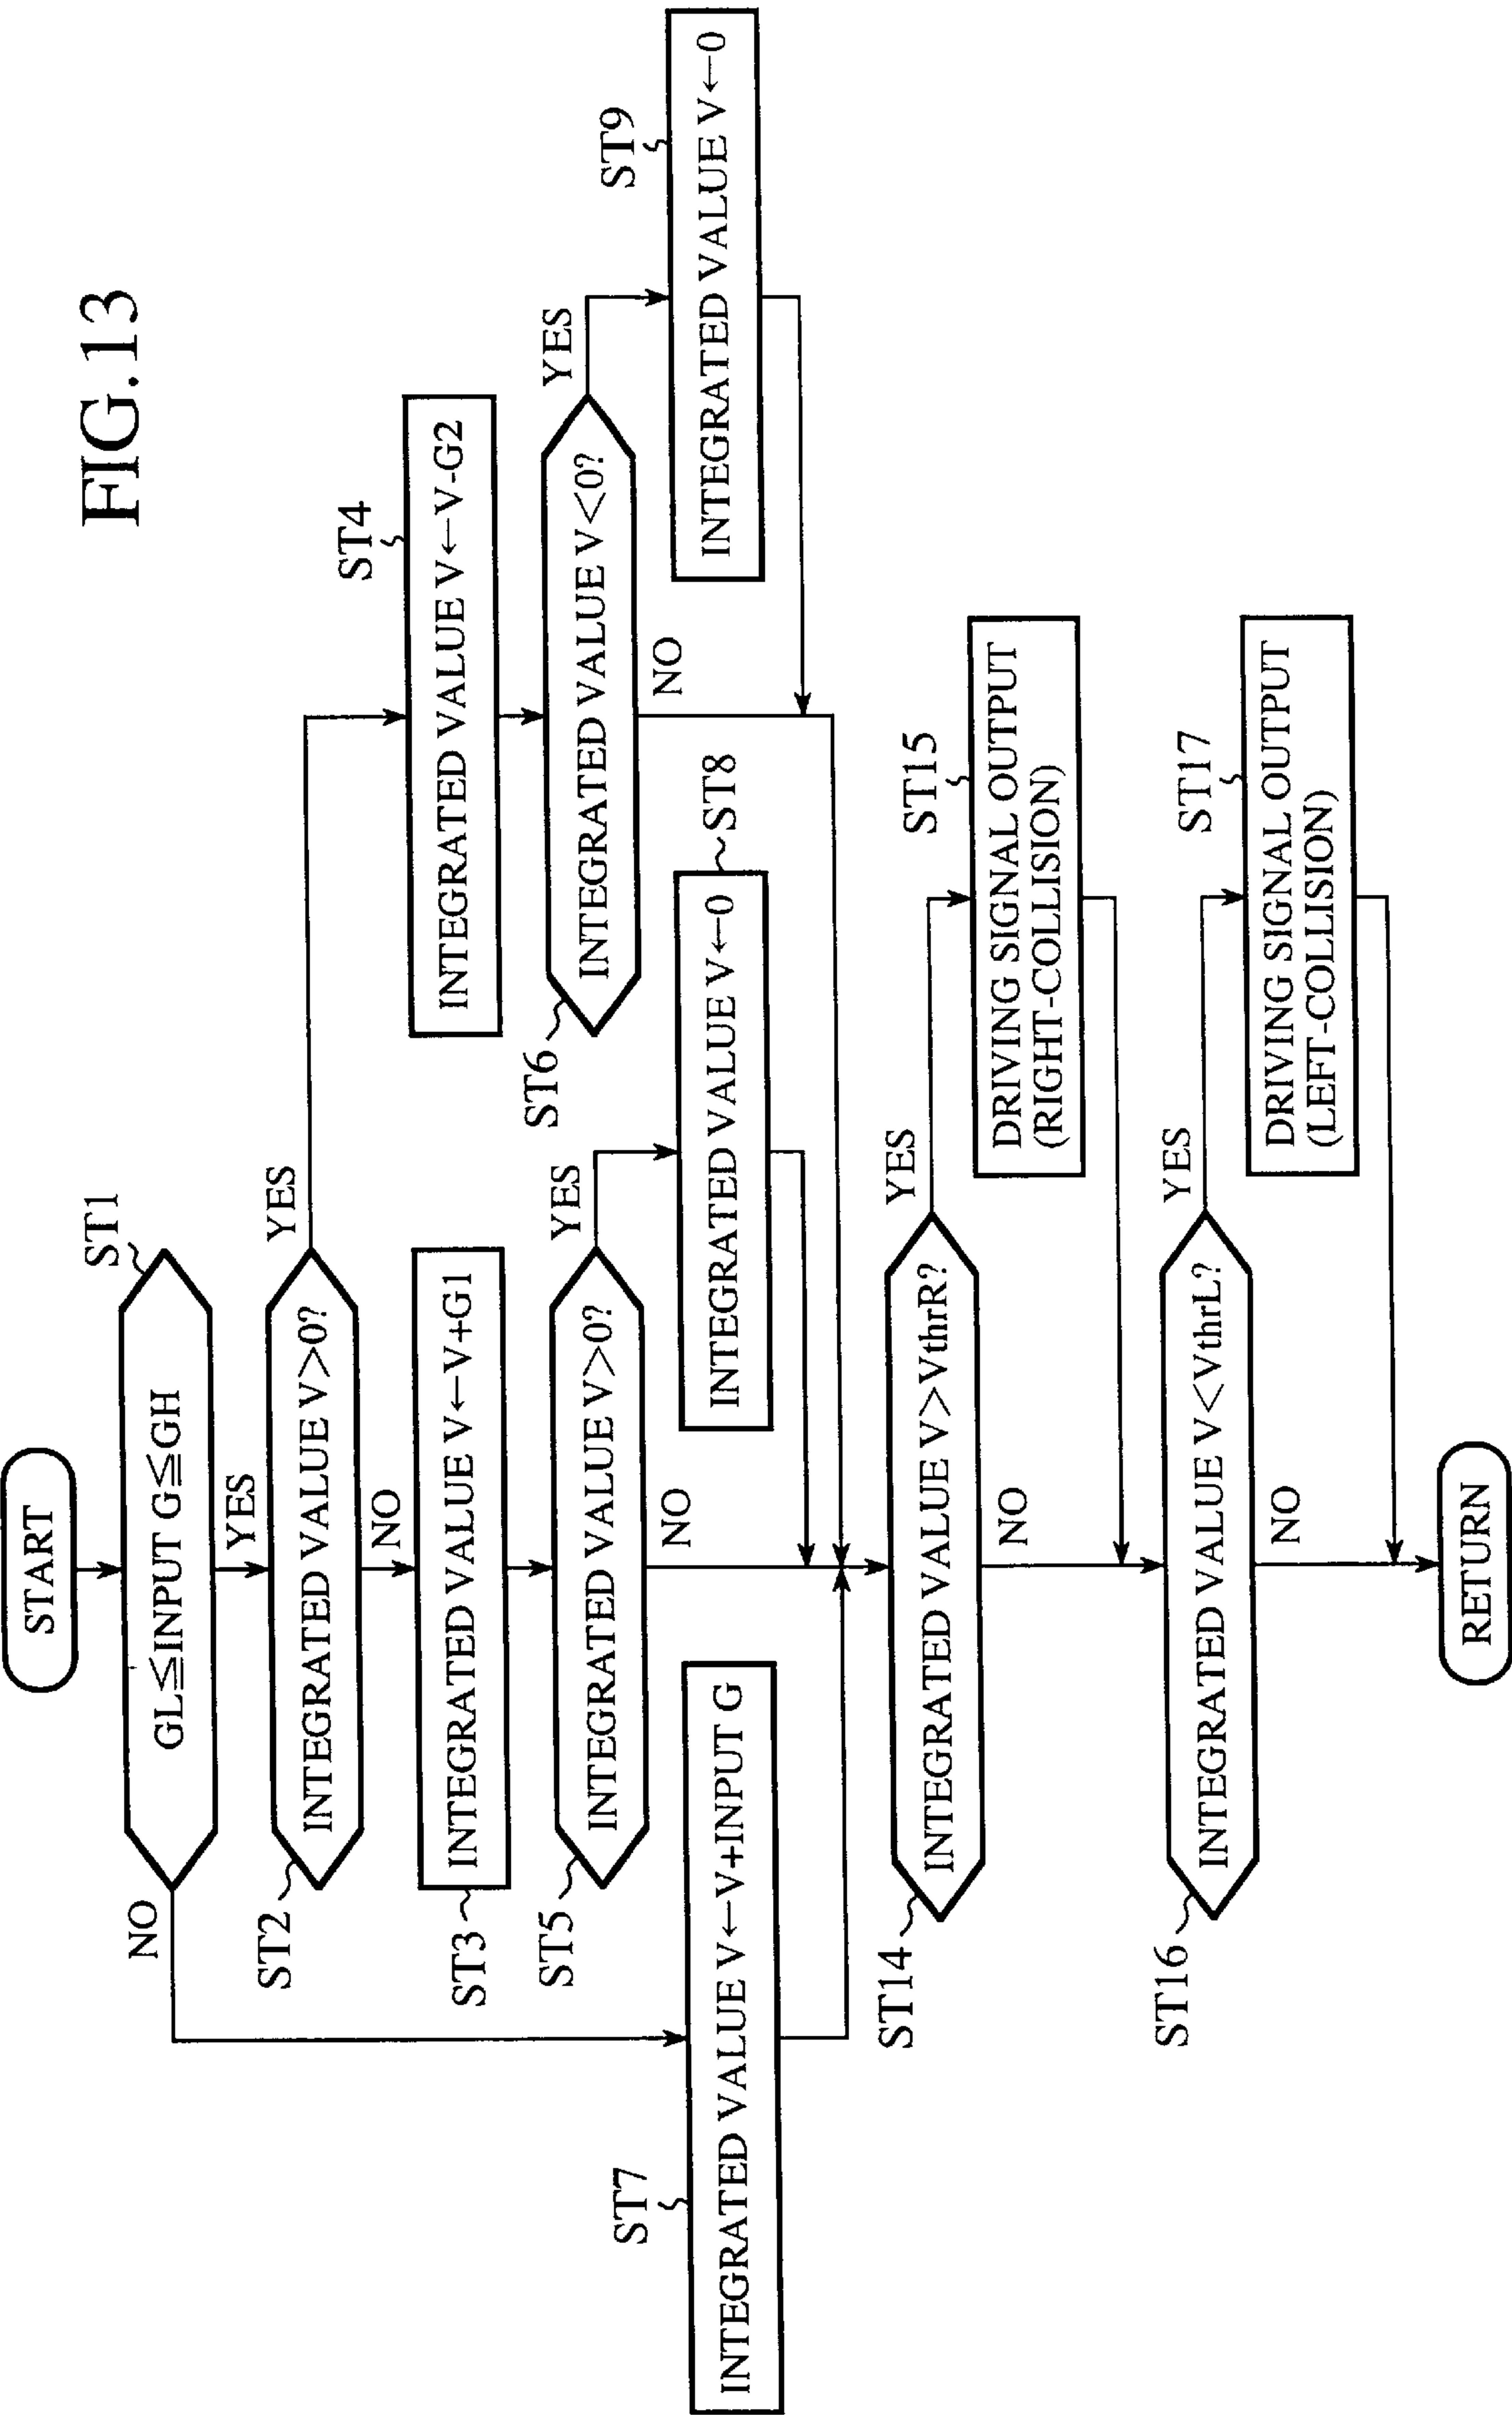 FIG.13
START
ST1
GL≦INPUT G≦GH
NO
YES
ST2
INTEGRATED VALUE V>0?
YES
NO
ST3
INTEGRATED VALUE V←V+G1
ST4
INTEGRATED VALUE V←V-G2
ST5
INTEGRATED VALUE V>0?
YES
NO
ST6
INTEGRATED VALUE V<0?
YES
NO
ST7
INTEGRATED VALUE V←V+INPUT G
ST8
INTEGRATED VALUE V←0
ST9
INTEGRATED VALUE V←0
ST14
INTEGRATED VALUE V>VthrR?
YES
NO
ST15
DRIVING SIGNAL OUTPUT
(RIGHT-COLLISION)
ST16
INTEGRATED VALUE V<VthrL?
YES
NO
ST17
DRIVING SIGNAL OUTPUT
(LEFT-COLLISION)
RETURN